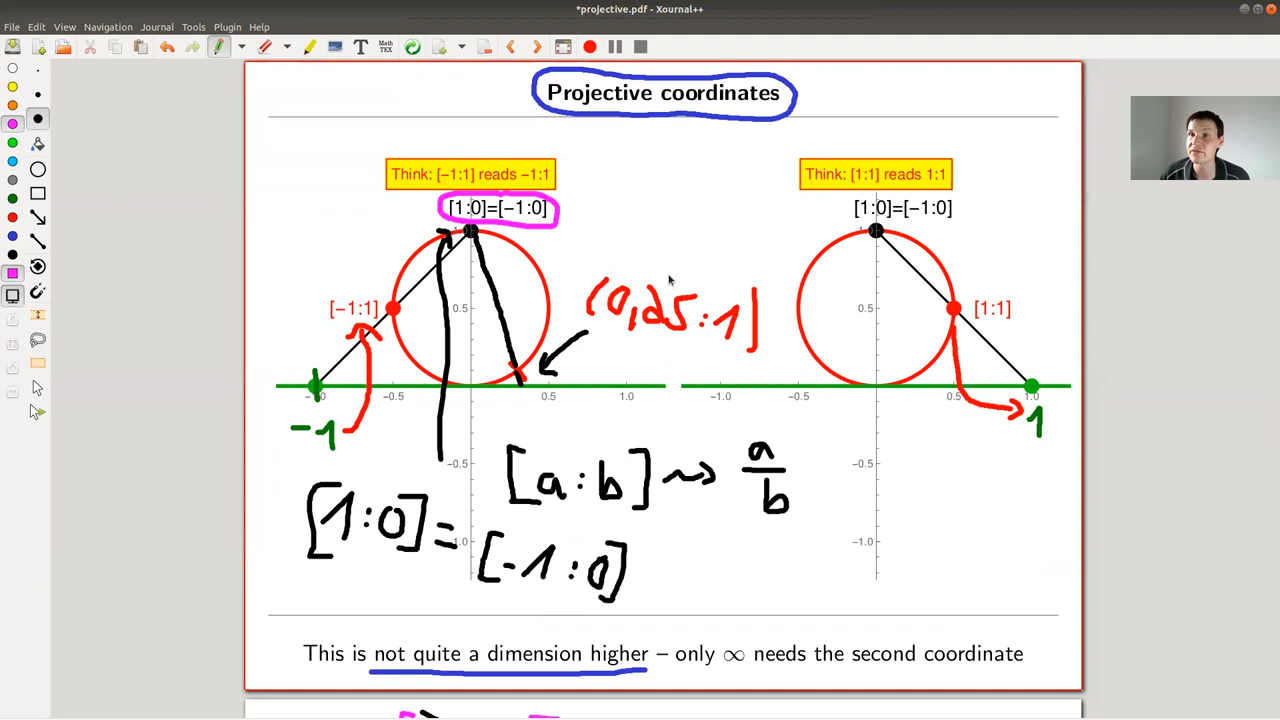 *projective.pdf - Xournal++
File Edit View Navigation Journal Tools Plugin Help
Projective coordinates
Think: [−1:1] reads −1:1
Think: [1:1] reads 1:1
[1:0]=[−1:0]
[1:0]=[−1:0]
[−1:1]
[1:1]
0.5
0.5
[0,25:1]
−0.5 0.5 1.0
−1.0 −0.5 0.5 1.0
−1
1
−0.5
−0.5
[a:b] ⇝ a/b
[1:0] =
[-1:0]
-1.0
−1.0
This is not quite a dimension higher – only ∞ needs the second coordinate